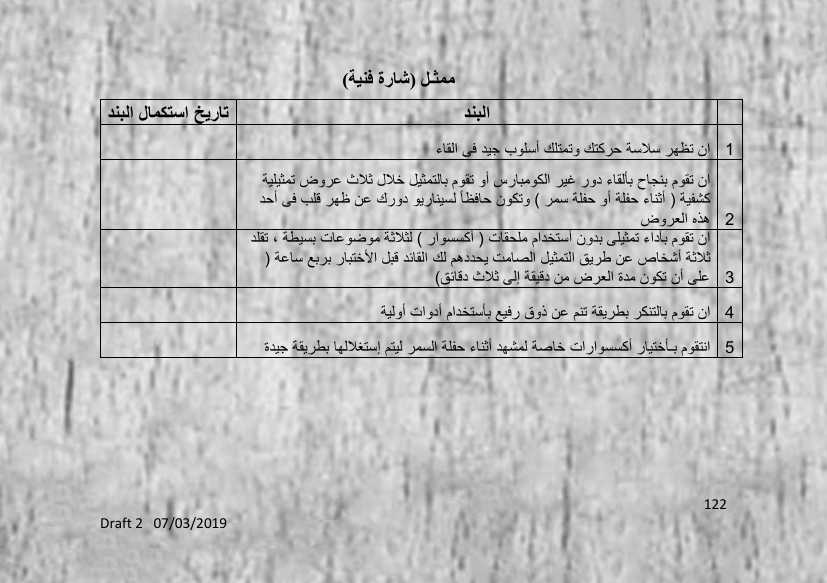 ممثل (شارة فنية)
البند تاريخ استكمال البند
1 ان تظهر سلاسة حركتك وتمتلك أسلوب جيد فى القاء
ان تقوم بنجاح بألقاء دور غير الكومبارس أو تقوم بالتمثيل خلال ثلاث عروض تمثيلية
كشفية ( أثناء حفلة أو حفلة سمر ) وتكون حافظاً لسيناريو دورك عن ظهر قلب فى أحد
2 هذه العروض
ان تقوم بأداء تمثيلى بدون أستخدام ملحقات ( أكسسوار ) لثلاثة موضوعات بسيطة ، تقلد
ثلاثة أشخاص عن طريق التمثيل الصامت يحددهم لك القائد قبل الأختبار بربع ساعة (
3 على أن تكون مدة العرض من دقيقة إلى ثلاث دقائق)
4 ان تقوم بالتنكر بطريقة تنم عن ذوق رفيع بأستخدام أدوات أولية
5 انتقوم بـأختيار أكسسوارات خاصة لمشهد أثناء حفلة السمر ليتم إستغلالها بطريقة جيدة
122
Draft 2 07/03/2019